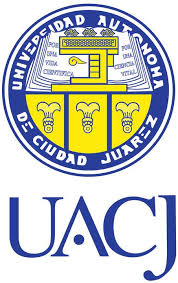 UNIVERSIDAD AUTONOMA
DE CIUDAD JUAREZ
POR
UNA
VIDA
CIENTIFICA
POR
UNA
CIENCIA
VITAL
UACJ